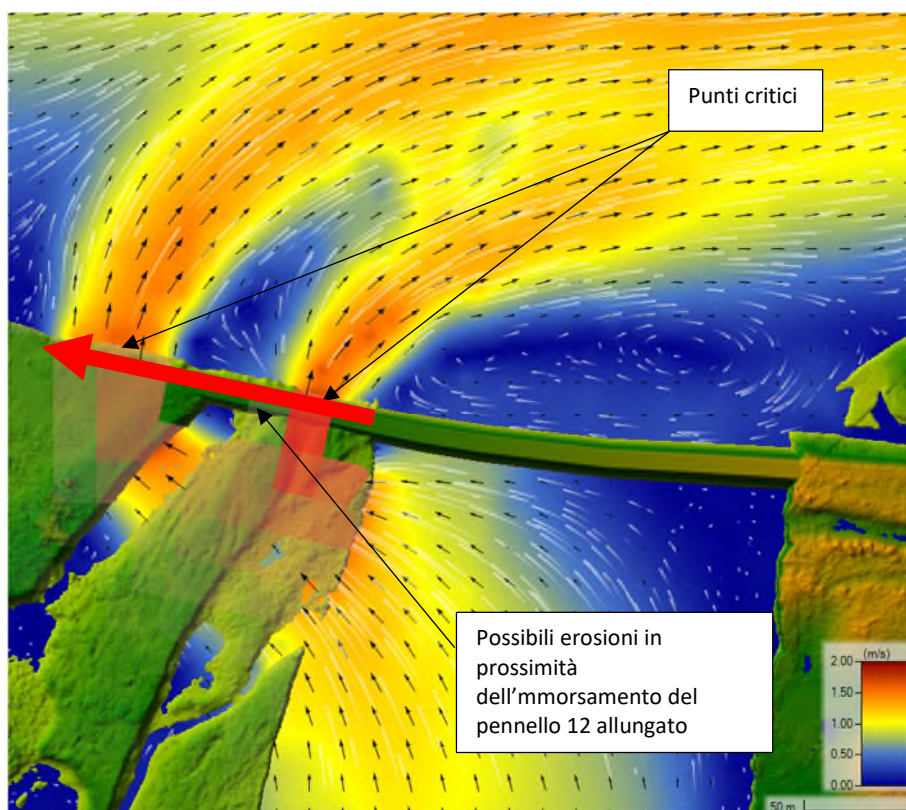 Punti critici
Possibili erosioni in
prossimità
dell'mmorsamento del
pennello 12 allungato
(m/s)
2.00
1.50
1.00
0.50
0.00
50 m